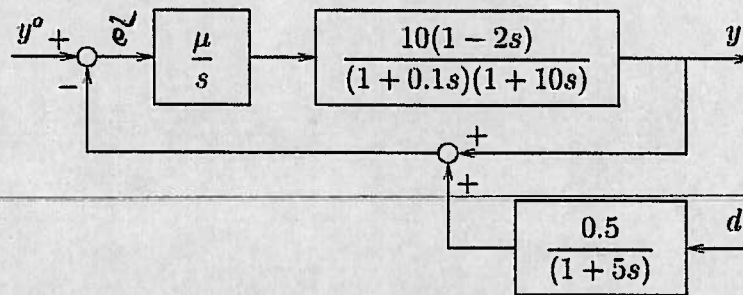 y° + e μ 10(1 − 2s) y
− s (1 + 0.1s)(1 + 10s)
+
+
0.5 d
(1 + 5s)